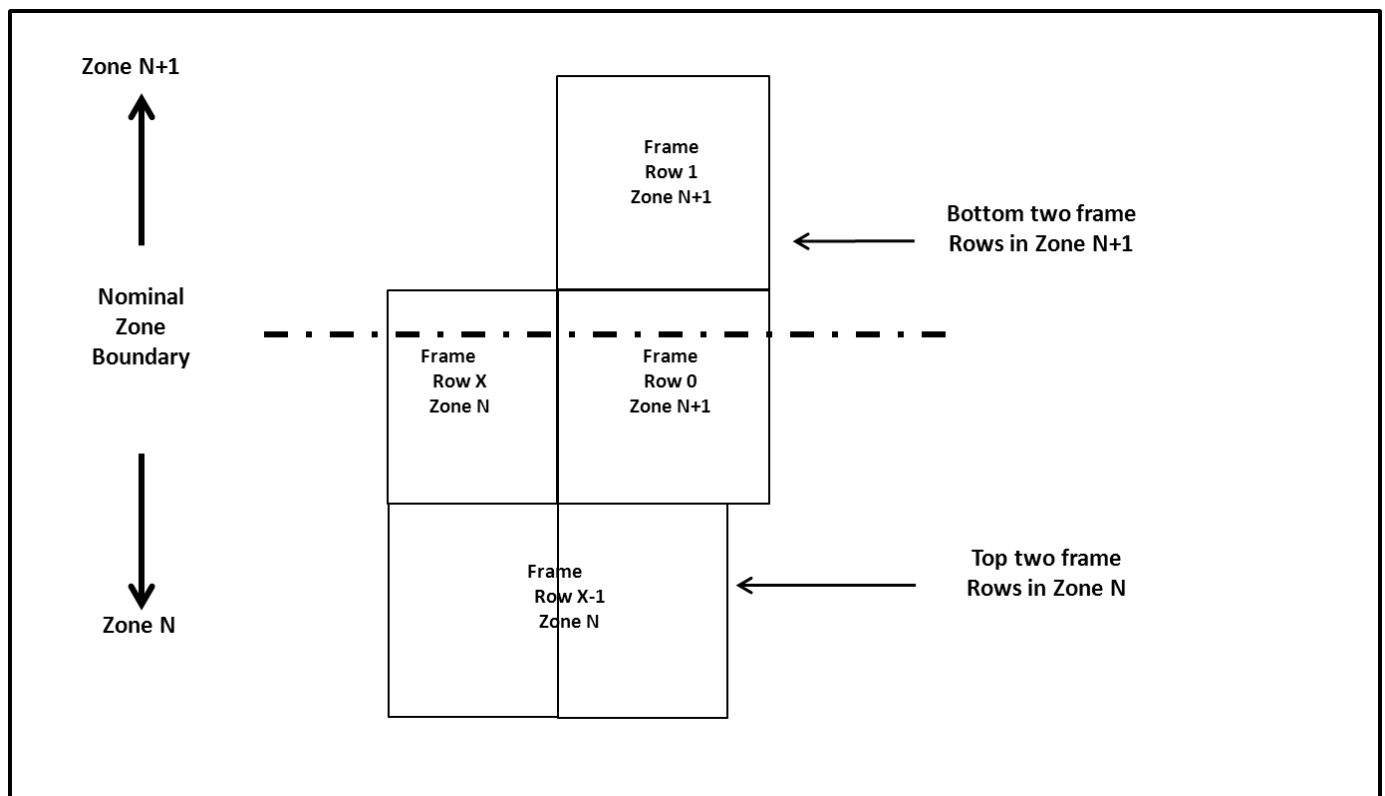 Zone N+1
Frame
Row 1
Zone N+1
Bottom two frame
Rows in Zone N+1
Nominal
Zone
Boundary
Frame
Row X
Zone N
Frame
Row 0
Zone N+1
Frame
Row X-1
Zone N
Top two frame
Rows in Zone N
Zone N